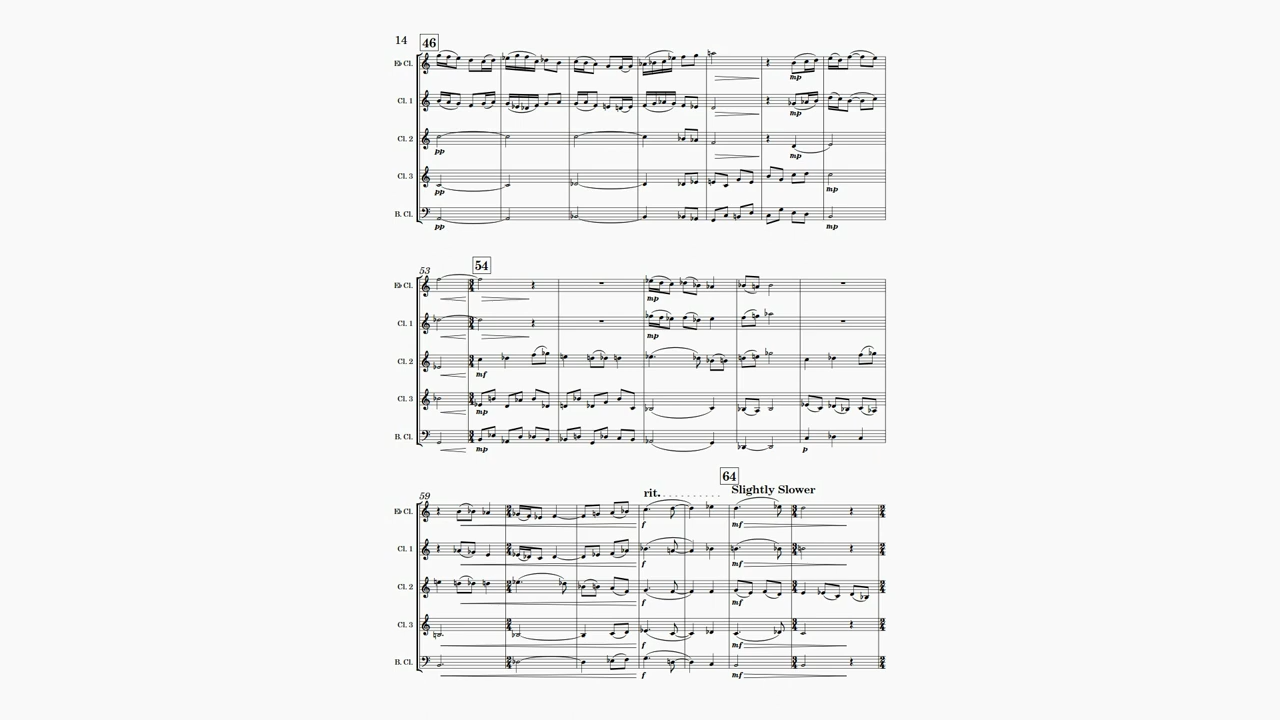 14 46
E♭ Cl.
mp
Cl. 1
mp
Cl. 2
pp mp
Cl. 3
pp mp
B. Cl.
pp mp
53 54
E♭ Cl.
mp
Cl. 1
mp
Cl. 2
mf
Cl. 3
mp
B. Cl.
mp p
59 rit. 64 Slightly Slower
E♭ Cl.
f mf
Cl. 1
f mf
Cl. 2
f mf
Cl. 3
f mf
B. Cl.
f mf